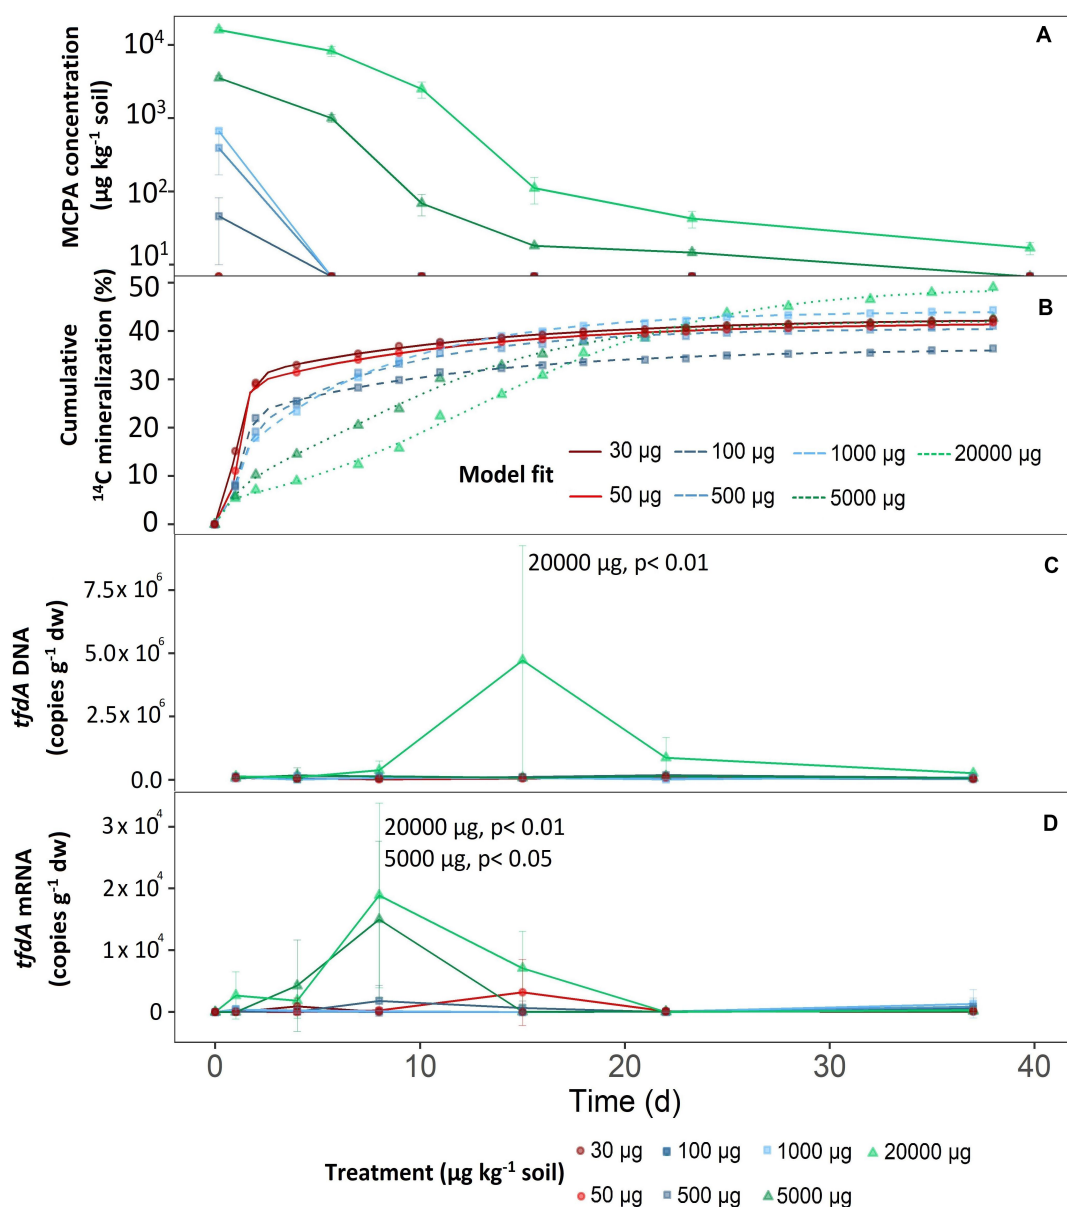 A
MCPA concentration
(µg kg⁻¹ soil)
10⁴
10³
10²
10¹
B
Cumulative
¹⁴C mineralization (%)
50
40
30
20
10
0
Model fit
30 µg
100 µg
1000 µg
20000 µg
50 µg
500 µg
5000 µg
C
tfdA DNA
(copies g⁻¹ dw)
7.5x 10⁶
5.0x 10⁶
2.5x 10⁶
0.0
20000 µg, p< 0.01
D
tfdA mRNA
(copies g⁻¹ dw)
3x 10⁴
2x 10⁴
1x 10⁴
0
20000 µg, p< 0.01
5000 µg, p< 0.05
0 10 20 30 40
Time (d)
Treatment (µg kg⁻¹ soil)
30 µg
100 µg
1000 µg
20000 µg
50 µg
500 µg
5000 µg